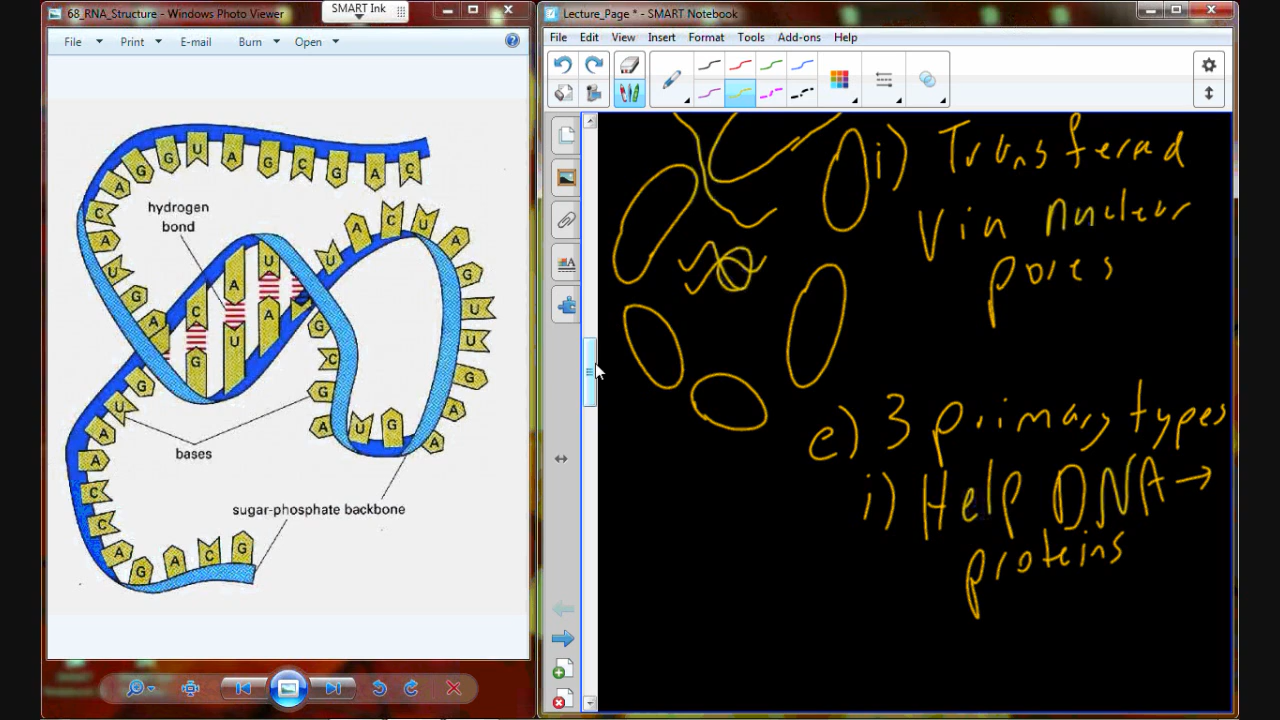 68_RNA_Structure - Windows Photo Viewer
SMART Ink
File Print E-mail Burn Open
G G U A G C G A C
A
C
A
U
G
A
hydrogen
bond
U A C U A G U U G A A
C A U
G U A
G
C
G
A U G
G
U
A
A
C
C
A
G A C G
bases
sugar-phosphate backbone
Lecture_Page * - SMART Notebook
File Edit View Insert Format Tools Add-ons Help
i) Transferred
Via nuclear
pores
e) 3 primary types
i) Help DNA →
proteins